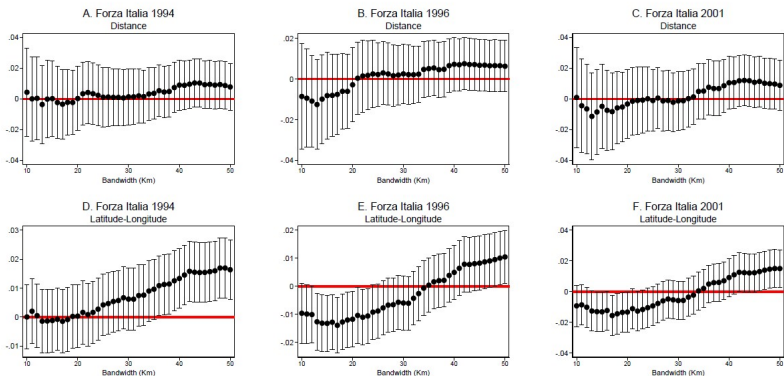 A. Forza Italia 1994
Distance
.04
.02
0
-.02
-.04
10 20 30 40 50
Bandwidth (Km)
B. Forza Italia 1996
Distance
.02
0
-.02
-.04
10 20 30 40 50
Bandwidth (Km)
C. Forza Italia 2001
Distance
.04
.02
0
-.02
-.04
10 20 30 40 50
Bandwidth (Km)
D. Forza Italia 1994
Latitude-Longitude
.03
.02
.01
0
-.01
10 20 30 40 50
Bandwidth (Km)
E. Forza Italia 1996
Latitude-Longitude
.02
.01
0
-.01
-.02
10 20 30 40 50
Bandwidth (Km)
F. Forza Italia 2001
Latitude-Longitude
.04
.02
0
-.02
-.04
10 20 30 40 50
Bandwidth (Km)